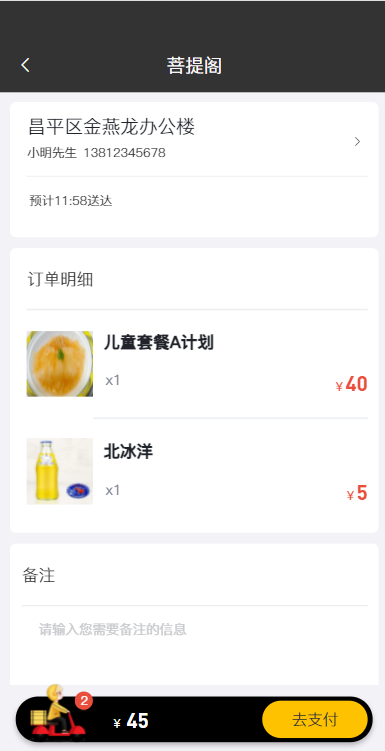 菩提阁
昌平区金燕龙办公楼
小明先生 13812345678
预计11:58送达
订单明细
儿童套餐A计划
x1
¥40
北冰洋
x1
¥5
备注
请输入您需要备注的信息
2
¥ 45
去支付